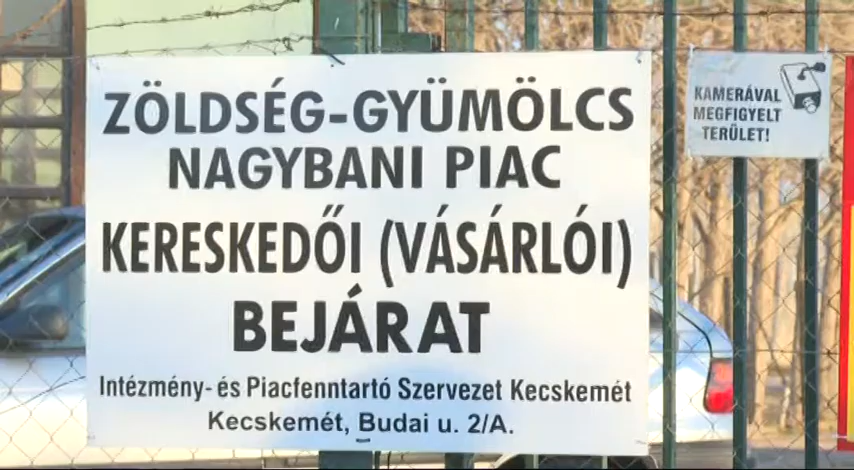 ZÖLDSÉG-GYÜMÖLCS
NAGYBANI PIAC
KERESKEDŐI (VÁSÁRLÓI)
BEJÁRAT
Intézmény- és Piacfenntartó Szervezet Kecskemét
Kecskemét, Budai u. 2/A.
KAMERÁVAL
MEGFIGYELT
TERÜLET!